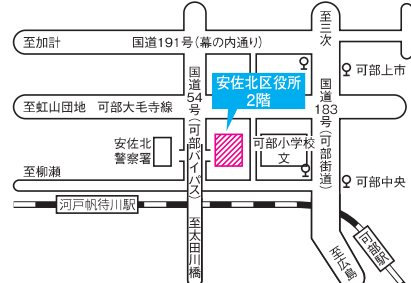 至加計
国道191号(幕の内通り)
至三次
可部上市
国道54号(可部バイパス)
安佐北区役所
2階
国道183号(可部街道)
至虹山団地 可部大毛寺線
安佐北
警察署
可部小学校
文
至柳瀬
可部中央
河戸帆待川駅
至太田川橋
至広島
可部駅